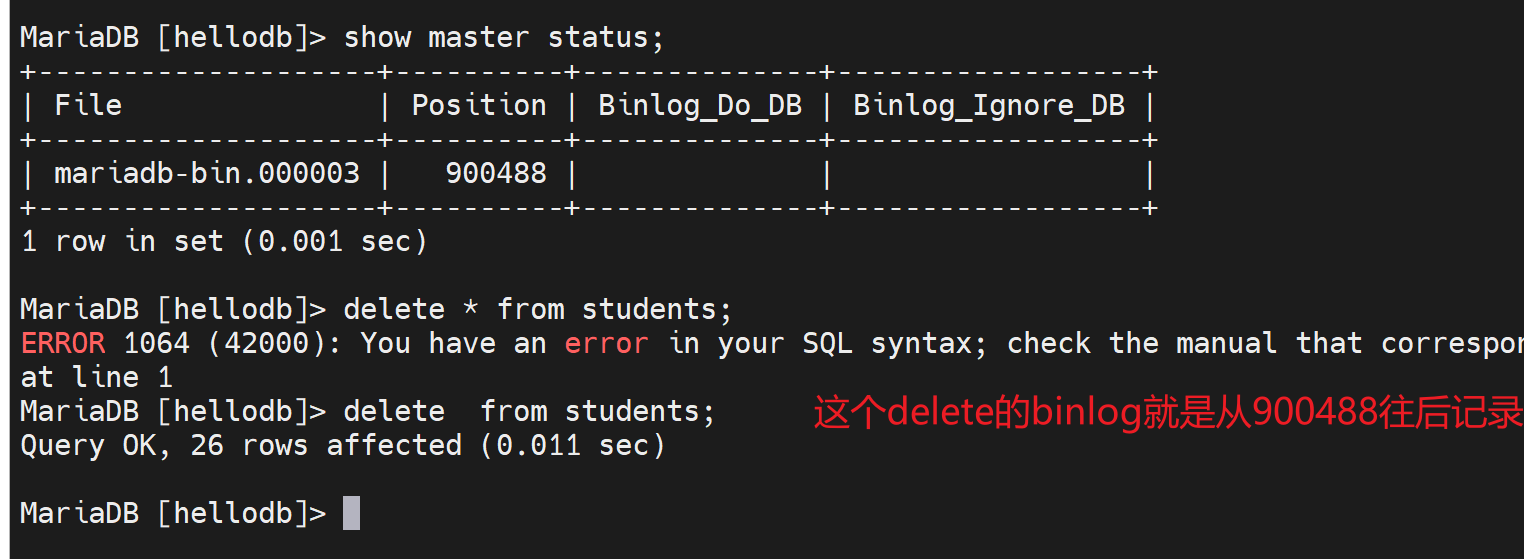 MariaDB [hellodb]> show master status;
+---------------------+----------+--------------+------------------+
| File                | Position | Binlog_Do_DB | Binlog_Ignore_DB |
+---------------------+----------+--------------+------------------+
| mariadb-bin.000003 |   900488 |              |                  |
+---------------------+----------+--------------+------------------+
1 row in set (0.001 sec)
MariaDB [hellodb]> delete * from students;
ERROR 1064 (42000): You have an error in your SQL syntax; check the manual that correspon
at line 1
MariaDB [hellodb]> delete  from students; 这个delete的binlog就是从900488往后记录
Query OK, 26 rows affected (0.011 sec)
MariaDB [hellodb]>